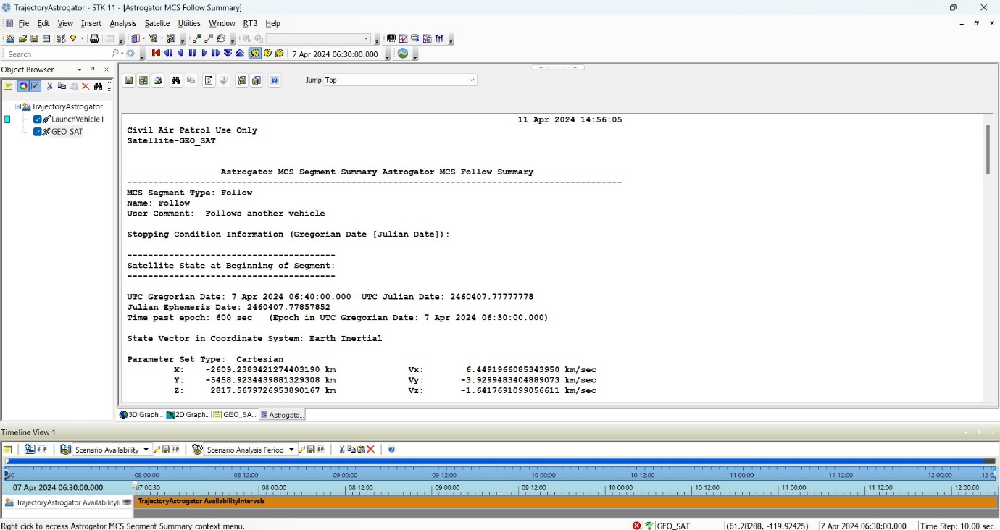 TrajectoryAstrogator - STK 11 - [Astrogator MCS Follow Summary]
File Edit View Insert Analysis Satellite Utilities Window RT3 Help
Search
7 Apr 2024 06:30:00.000
Object Browser
Jump Top
TrajectoryAstrogator
LaunchVehicle1
GEO_SAT
11 Apr 2024 14:56:05
Civil Air Patrol Use Only
Satellite-GEO_SAT
Astrogator MCS Segment Summary Astrogator MCS Follow Summary
MCS Segment Type: Follow
Name: Follow
User Comment: Follows another vehicle
Stopping Condition Information (Gregorian Date [Julian Date]):
Satellite State at Beginning of Segment:
UTC Gregorian Date: 7 Apr 2024 06:40:00.000 UTC Julian Date: 2460407.77777778
Julian Ephemeris Date: 2460407.77857852
Time past epoch: 600 sec (Epoch in UTC Gregorian Date: 7 Apr 2024 06:30:00.000)
State Vector in Coordinate System: Earth Inertial
Parameter Set Type: Cartesian
X: -2609.2383421274403190 km Vx: 6.4491966085343950 km/sec
Y: -5458.9234439881329308 km Vy: -3.9299483404889073 km/sec
Z: 2817.5679726953890167 km Vz: -1.6417691099056611 km/sec
3D Graph... 2D Graph... GEO_SA... Astrogato...
Timeline View 1
Scenario Availability Scenario Analysis Period
08 00:00 08 12:00 09 00:00 09 12:00 10 00:00 10 12:00 11 00:00 11 12:00 12 00:00
07 Apr 2024 06:30:00.000 07 06:30 08 00:00 08 12:00 09 00:00 09 12:00 10 00:00 10 12:00 11 00:00 11 12:00 12 00:00
TrajectoryAstrogator AvailabilityI TrajectoryAstrogator AvailabilityIntervals
Right click to access Astrogator MCS Segment Summary context menu. GEO_SAT (61.28288, -119.92425) 7 Apr 2024 06:30:00.000 Time Step: 10.00 sec